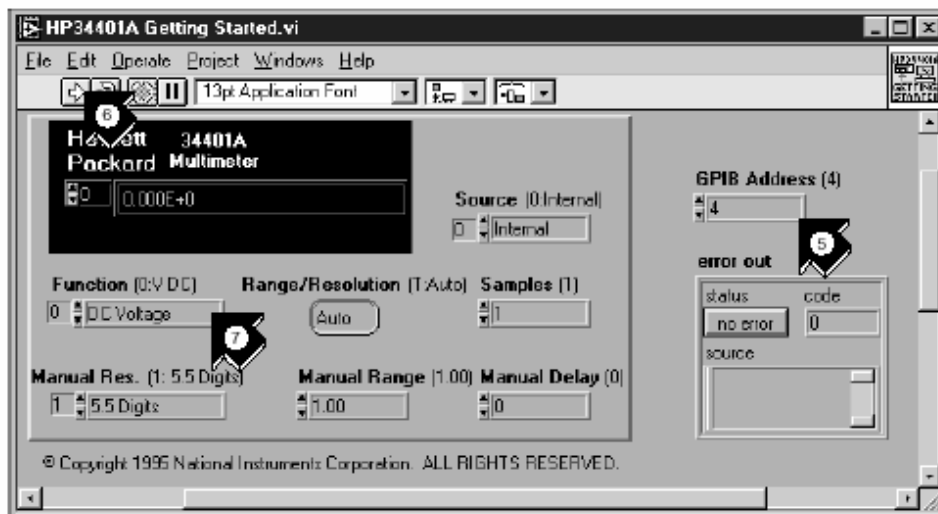 HP34401A Getting Started.vi
File Edit Operate Project Windows Help
13pt Application Font
HP34401A
GETTING
STARTED
6
34401A
Packard Multimeter
0 0.000E+0
Source (0:Internal)
0 Internal
GPIB Address (4)
4
5
error out
status code
no error 0
source
Function (0:V DC) Range/Resolution (T:Auto) Samples (1)
0 DC Voltage Auto 1
7
Manual Res. (1: 5.5 Digits) Manual Range (1.00) Manual Delay (0)
1 5.5 Digits 1.00 0
© Copyright 1995 National Instruments Corporation. ALL RIGHTS RESERVED.